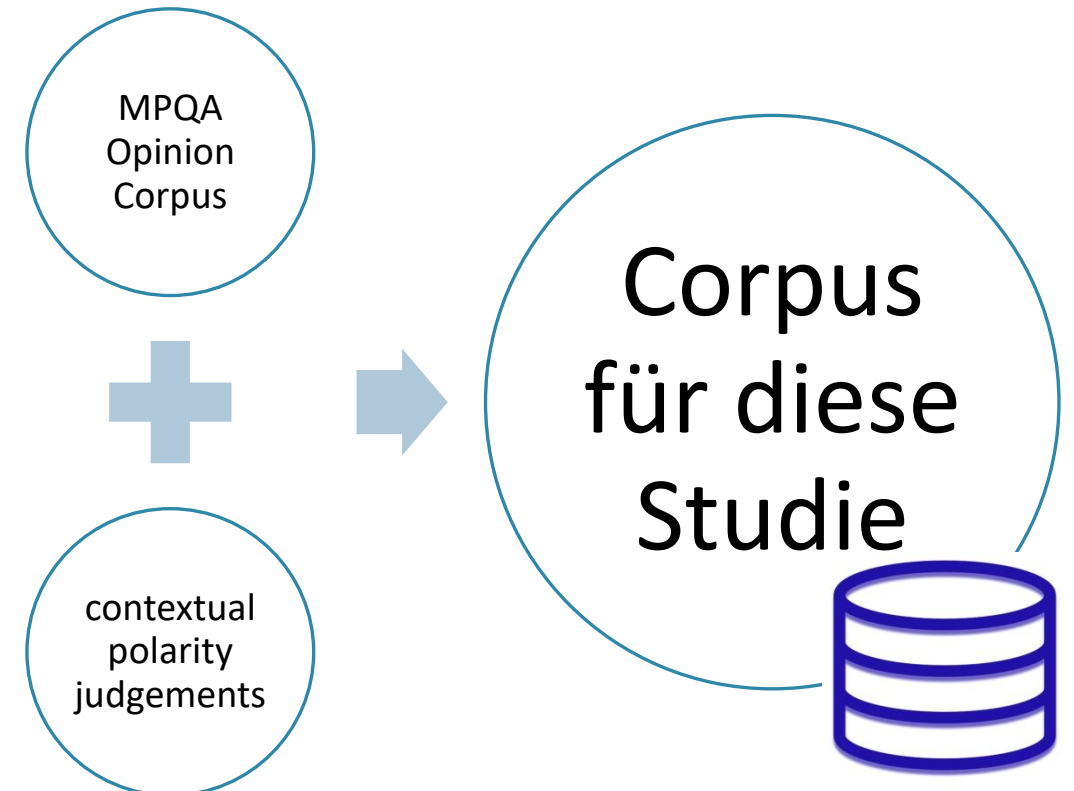 MPQA
Opinion
Corpus
contextual
polarity
judgements
Corpus
für diese
Studie